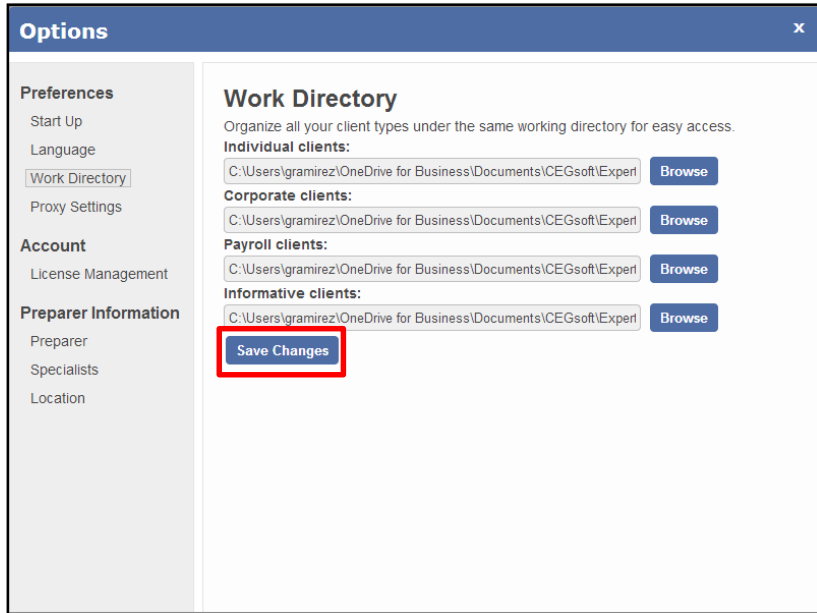 Options
x
Preferences
Start Up
Language
Work Directory
Proxy Settings
Account
License Management
Preparer Information
Preparer
Specialists
Location
Work Directory
Organize all your client types under the same working directory for easy access.
Individual clients:
C:\Users\gramirez\OneDrive for Business\Documents\CEGsoft\Expert
Browse
Corporate clients:
C:\Users\gramirez\OneDrive for Business\Documents\CEGsoft\Expert
Browse
Payroll clients:
C:\Users\gramirez\OneDrive for Business\Documents\CEGsoft\Expert
Browse
Informative clients:
C:\Users\gramirez\OneDrive for Business\Documents\CEGsoft\Expert
Browse
Save Changes